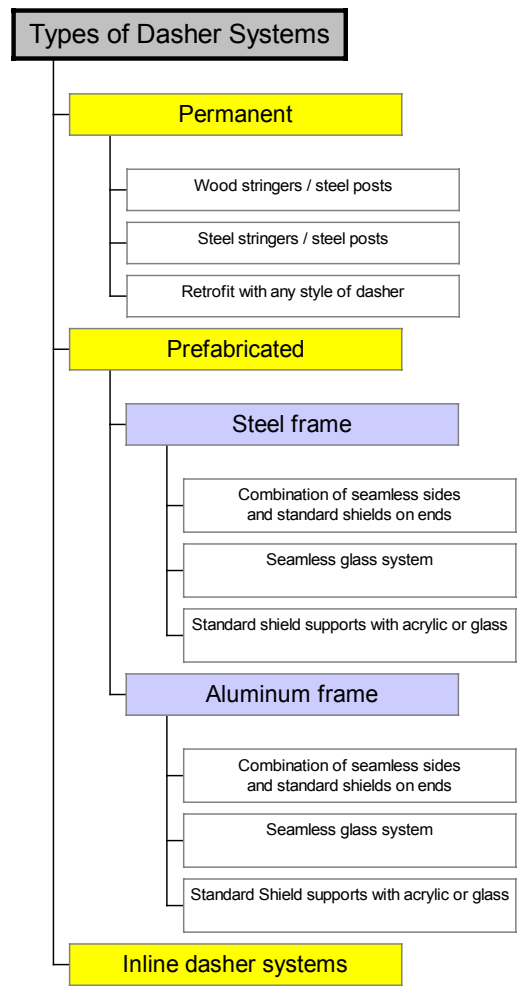 Types of Dasher Systems
Permanent
Wood stringers / steel posts
Steel stringers / steel posts
Retrofit with any style of dasher
Prefabricated
Steel frame
Combination of seamless sides
and standard shields on ends
Seamless glass system
Standard shield supports with acrylic or glass
Aluminum frame
Combination of seamless sides
and standard shields on ends
Seamless glass system
Standard Shield supports with acrylic or glass
Inline dasher systems